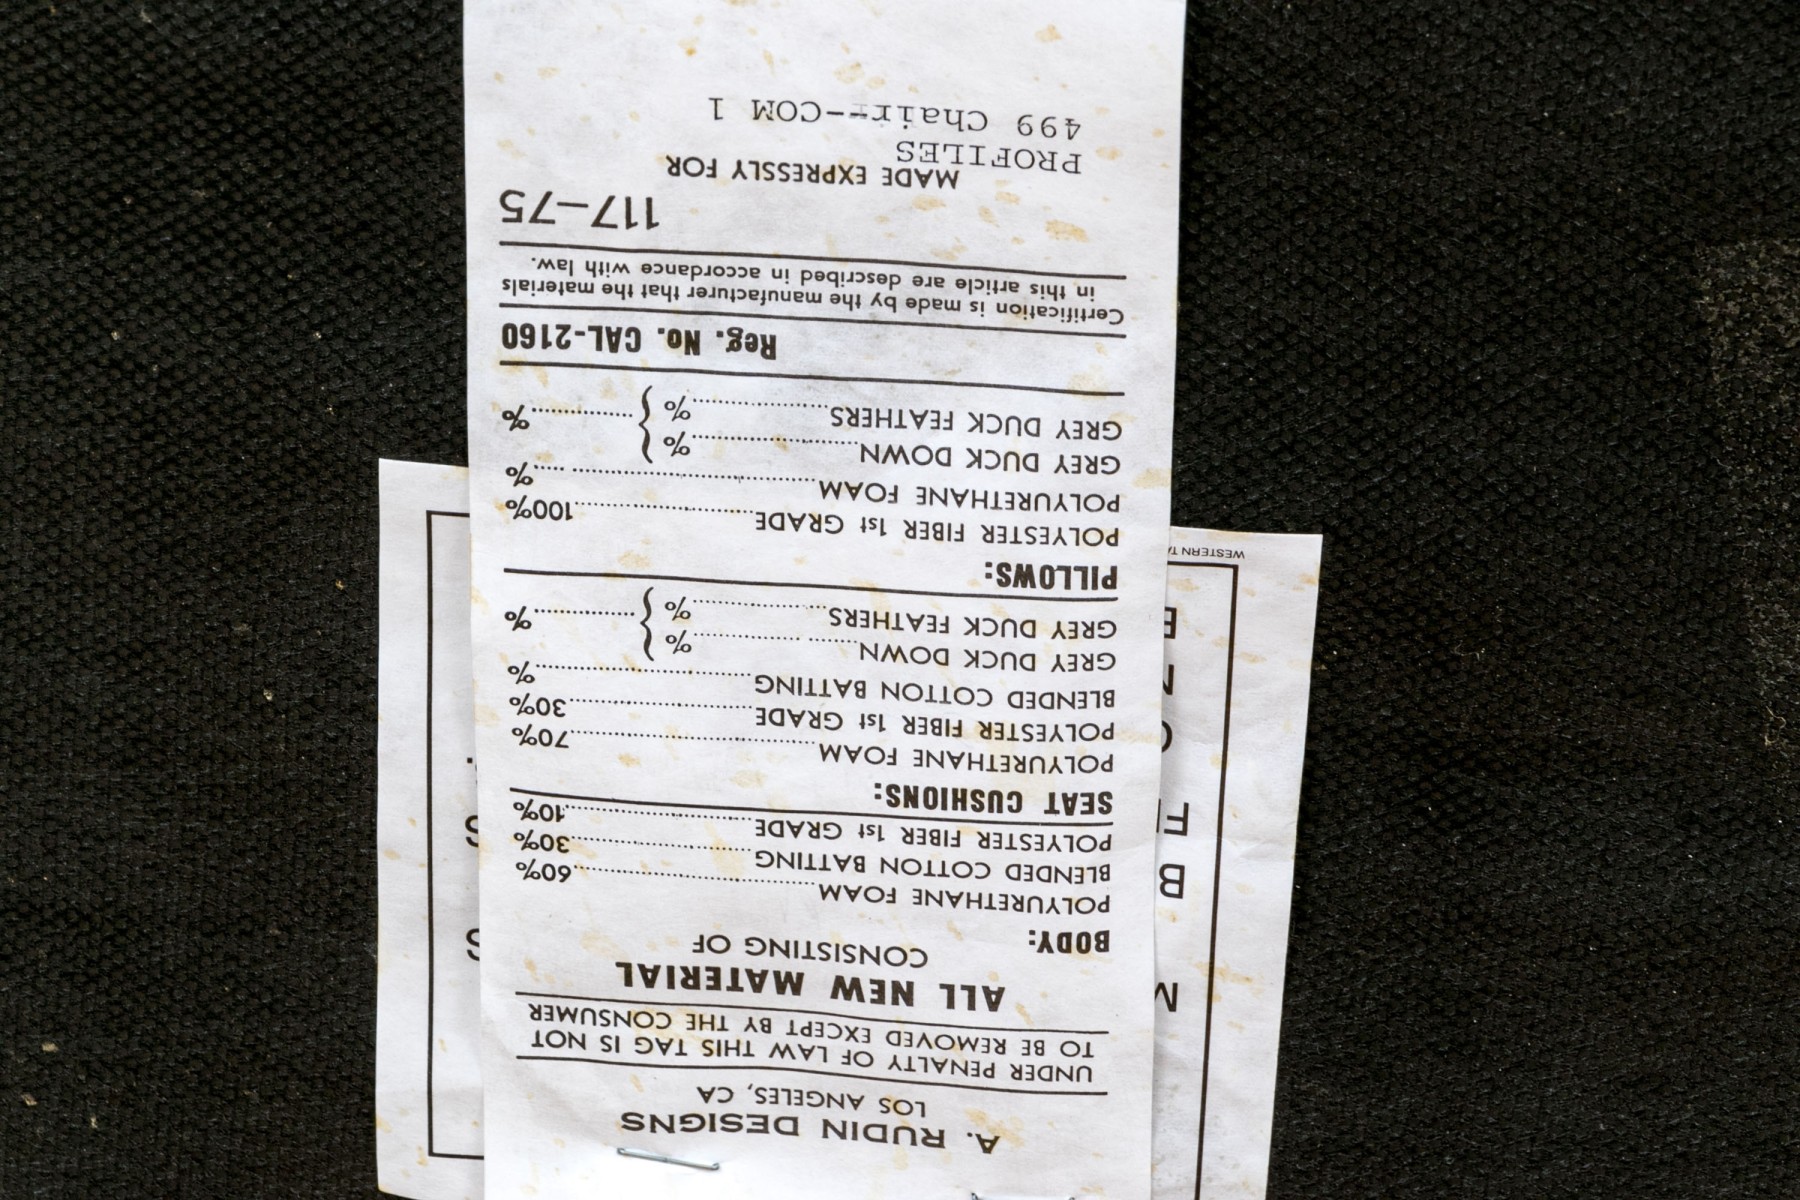 A. RUDIN DESIGNS
LOS ANGELES, CA
UNDER PENALTY OF LAW THIS TAG IS NOT
TO BE REMOVED EXCEPT BY THE CONSUMER
ALL NEW MATERIAL
CONSISTING OF
BODY:
POLYURETHANE FOAM..............................60%
BLENDED COTTON BATTING..............................30%
POLYESTER FIBER 1st GRADE..............................10%
SEAT CUSHIONS:
POLYURETHANE FOAM..............................70%
POLYESTER FIBER 1st GRADE..............................30%
BLENDED COTTON BATTING..............................%
GREY DUCK DOWN....................% } ...............%
GREY DUCK FEATHERS....................%
PILLOWS:
POLYESTER FIBER 1st GRADE..............................100%
POLYURETHANE FOAM..............................%
GREY DUCK DOWN....................% } ...............%
GREY DUCK FEATHERS....................%
Reg. No. CAL-2160
Certification is made by the manufacturer that the materials
in this article are described in accordance with law.
117-75
MADE EXPRESSLY FOR
PROFILES
499 Chair--COM 1
WESTERN